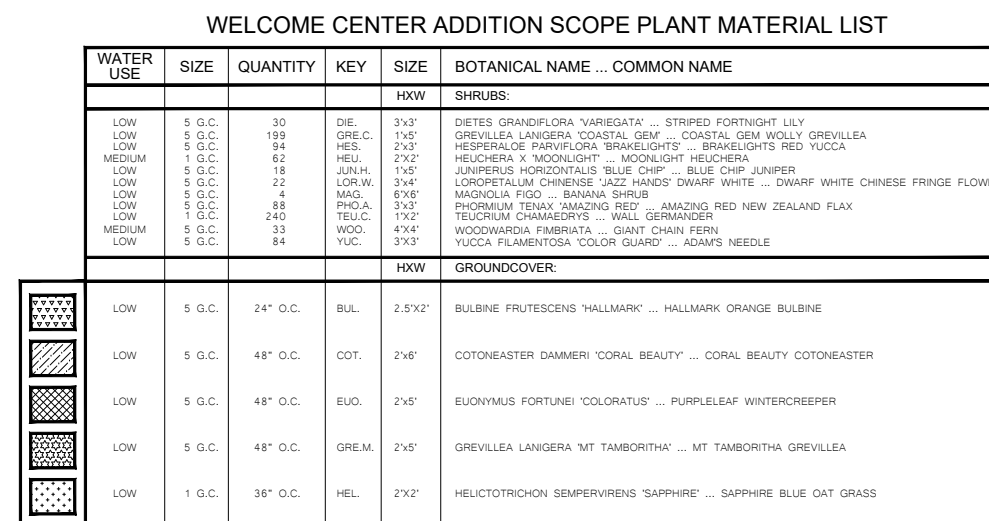 WELCOME CENTER ADDITION SCOPE PLANT MATERIAL LIST
WATER USE SIZE QUANTITY KEY SIZE BOTANICAL NAME ... COMMON NAME
HXW SHRUBS:
LOW 5 G.C. 30 DIE. 3'x3' DIETES GRANDIFLORA 'VARIEGATA' ... STRIPED FORTNIGHT LILY
LOW 5 G.C. 199 GRE.C. 1'x5' GREVILLEA LANIGERA 'COASTAL GEM' ... COASTAL GEM WOLLY GREVILLEA
LOW 5 G.C. 94 HES. 2'x3' HESPERALOE PARVIFLORA 'BRAKELIGHTS' ... BRAKELIGHTS RED YUCCA
MEDIUM 1 G.C. 62 HEU. 2'X2' HEUCHERA X 'MOONLIGHT' ... MOONLIGHT HEUCHERA
LOW 5 G.C. 18 JUN.H. 1'x5' JUNIPERUS HORIZONTALIS 'BLUE CHIP' ... BLUE CHIP JUNIPER
LOW 5 G.C. 22 LOR.W. 3'x4' LOROPETALUM CHINENSE 'JAZZ HANDS' DWARF WHITE ... DWARF WHITE CHINESE FRINGE FLOW
LOW 5 G.C. 4 MAG. 6'X6' MAGNOLIA FIGO ... BANANA SHRUB
LOW 5 G.C. 88 PHO.A. 3'x3' PHORMIUM TENAX 'AMAZING RED' ... AMAZING RED NEW ZEALAND FLAX
LOW 1 G.C. 240 TEU.C. 1'X2' TEUCRIUM CHAMAEDRYS ... WALL GERMANDER
MEDIUM 5 G.C. 33 WOO. 4'X4' WOODWARDIA FIMBRIATA ... GIANT CHAIN FERN
LOW 5 G.C. 84 YUC. 3'X3' YUCCA FILAMENTOSA 'COLOR GUARD' ... ADAM'S NEEDLE
HXW GROUNDCOVER:
LOW 5 G.C. 24" O.C. BUL. 2.5'X2' BULBINE FRUTESCENS 'HALLMARK' ... HALLMARK ORANGE BULBINE
LOW 5 G.C. 48" O.C. COT. 2'x6' COTONEASTER DAMMERI 'CORAL BEAUTY' ... CORAL BEAUTY COTONEASTER
LOW 5 G.C. 48" O.C. EUO. 2'x5' EUONYMUS FORTUNEI 'COLORATUS' ... PURPLELEAF WINTERCREEPER
LOW 5 G.C. 48" O.C. GRE.M. 2'x5' GREVILLEA LANIGERA 'MT TAMBORITHA' ... MT TAMBORITHA GREVILLEA
LOW 1 G.C. 36" O.C. HEL. 2'X2' HELICTOTRICHON SEMPERVIRENS 'SAPPHIRE' ... SAPPHIRE BLUE OAT GRASS